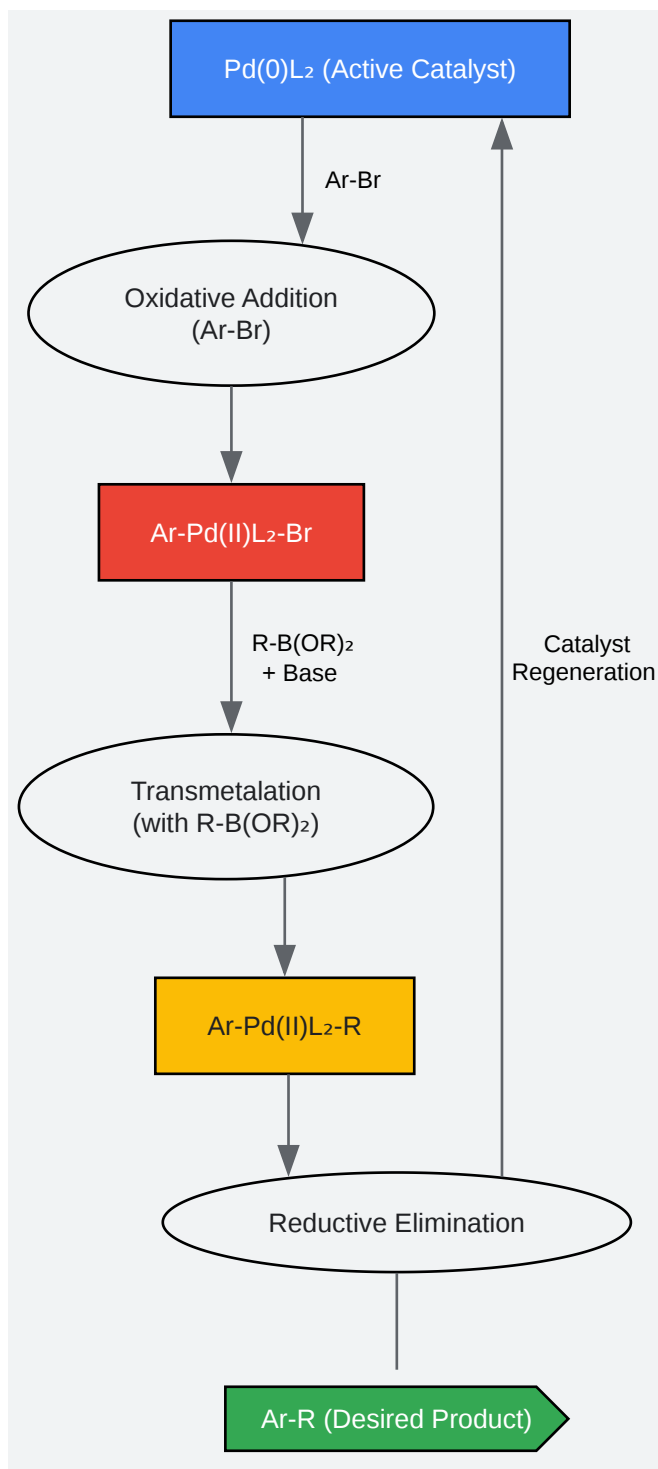 Pd(0)L₂ (Active Catalyst)
Ar-Br
Oxidative Addition
(Ar-Br)
Ar-Pd(II)L₂-Br
R-B(OR)₂
+ Base
Catalyst
Regeneration
Transmetalation
(with R-B(OR)₂)
Ar-Pd(II)L₂-R
Reductive Elimination
Ar-R (Desired Product)